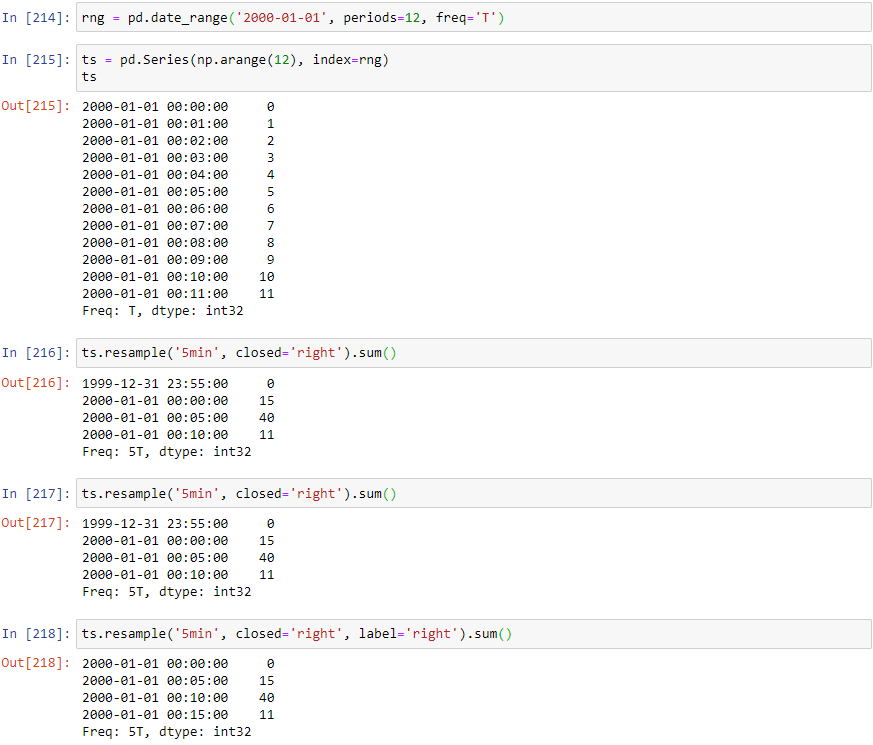 In [214]: rng = pd.date_range('2000-01-01', periods=12, freq='T')
In [215]: ts = pd.Series(np.arange(12), index=rng)
ts
Out[215]: 2000-01-01 00:00:00     0
2000-01-01 00:01:00     1
2000-01-01 00:02:00     2
2000-01-01 00:03:00     3
2000-01-01 00:04:00     4
2000-01-01 00:05:00     5
2000-01-01 00:06:00     6
2000-01-01 00:07:00     7
2000-01-01 00:08:00     8
2000-01-01 00:09:00     9
2000-01-01 00:10:00    10
2000-01-01 00:11:00    11
Freq: T, dtype: int32
In [216]: ts.resample('5min', closed='right').sum()
Out[216]: 1999-12-31 23:55:00     0
2000-01-01 00:00:00    15
2000-01-01 00:05:00    40
2000-01-01 00:10:00    11
Freq: 5T, dtype: int32
In [217]: ts.resample('5min', closed='right').sum()
Out[217]: 1999-12-31 23:55:00     0
2000-01-01 00:00:00    15
2000-01-01 00:05:00    40
2000-01-01 00:10:00    11
Freq: 5T, dtype: int32
In [218]: ts.resample('5min', closed='right', label='right').sum()
Out[218]: 2000-01-01 00:00:00     0
2000-01-01 00:05:00    15
2000-01-01 00:10:00    40
2000-01-01 00:15:00    11
Freq: 5T, dtype: int32